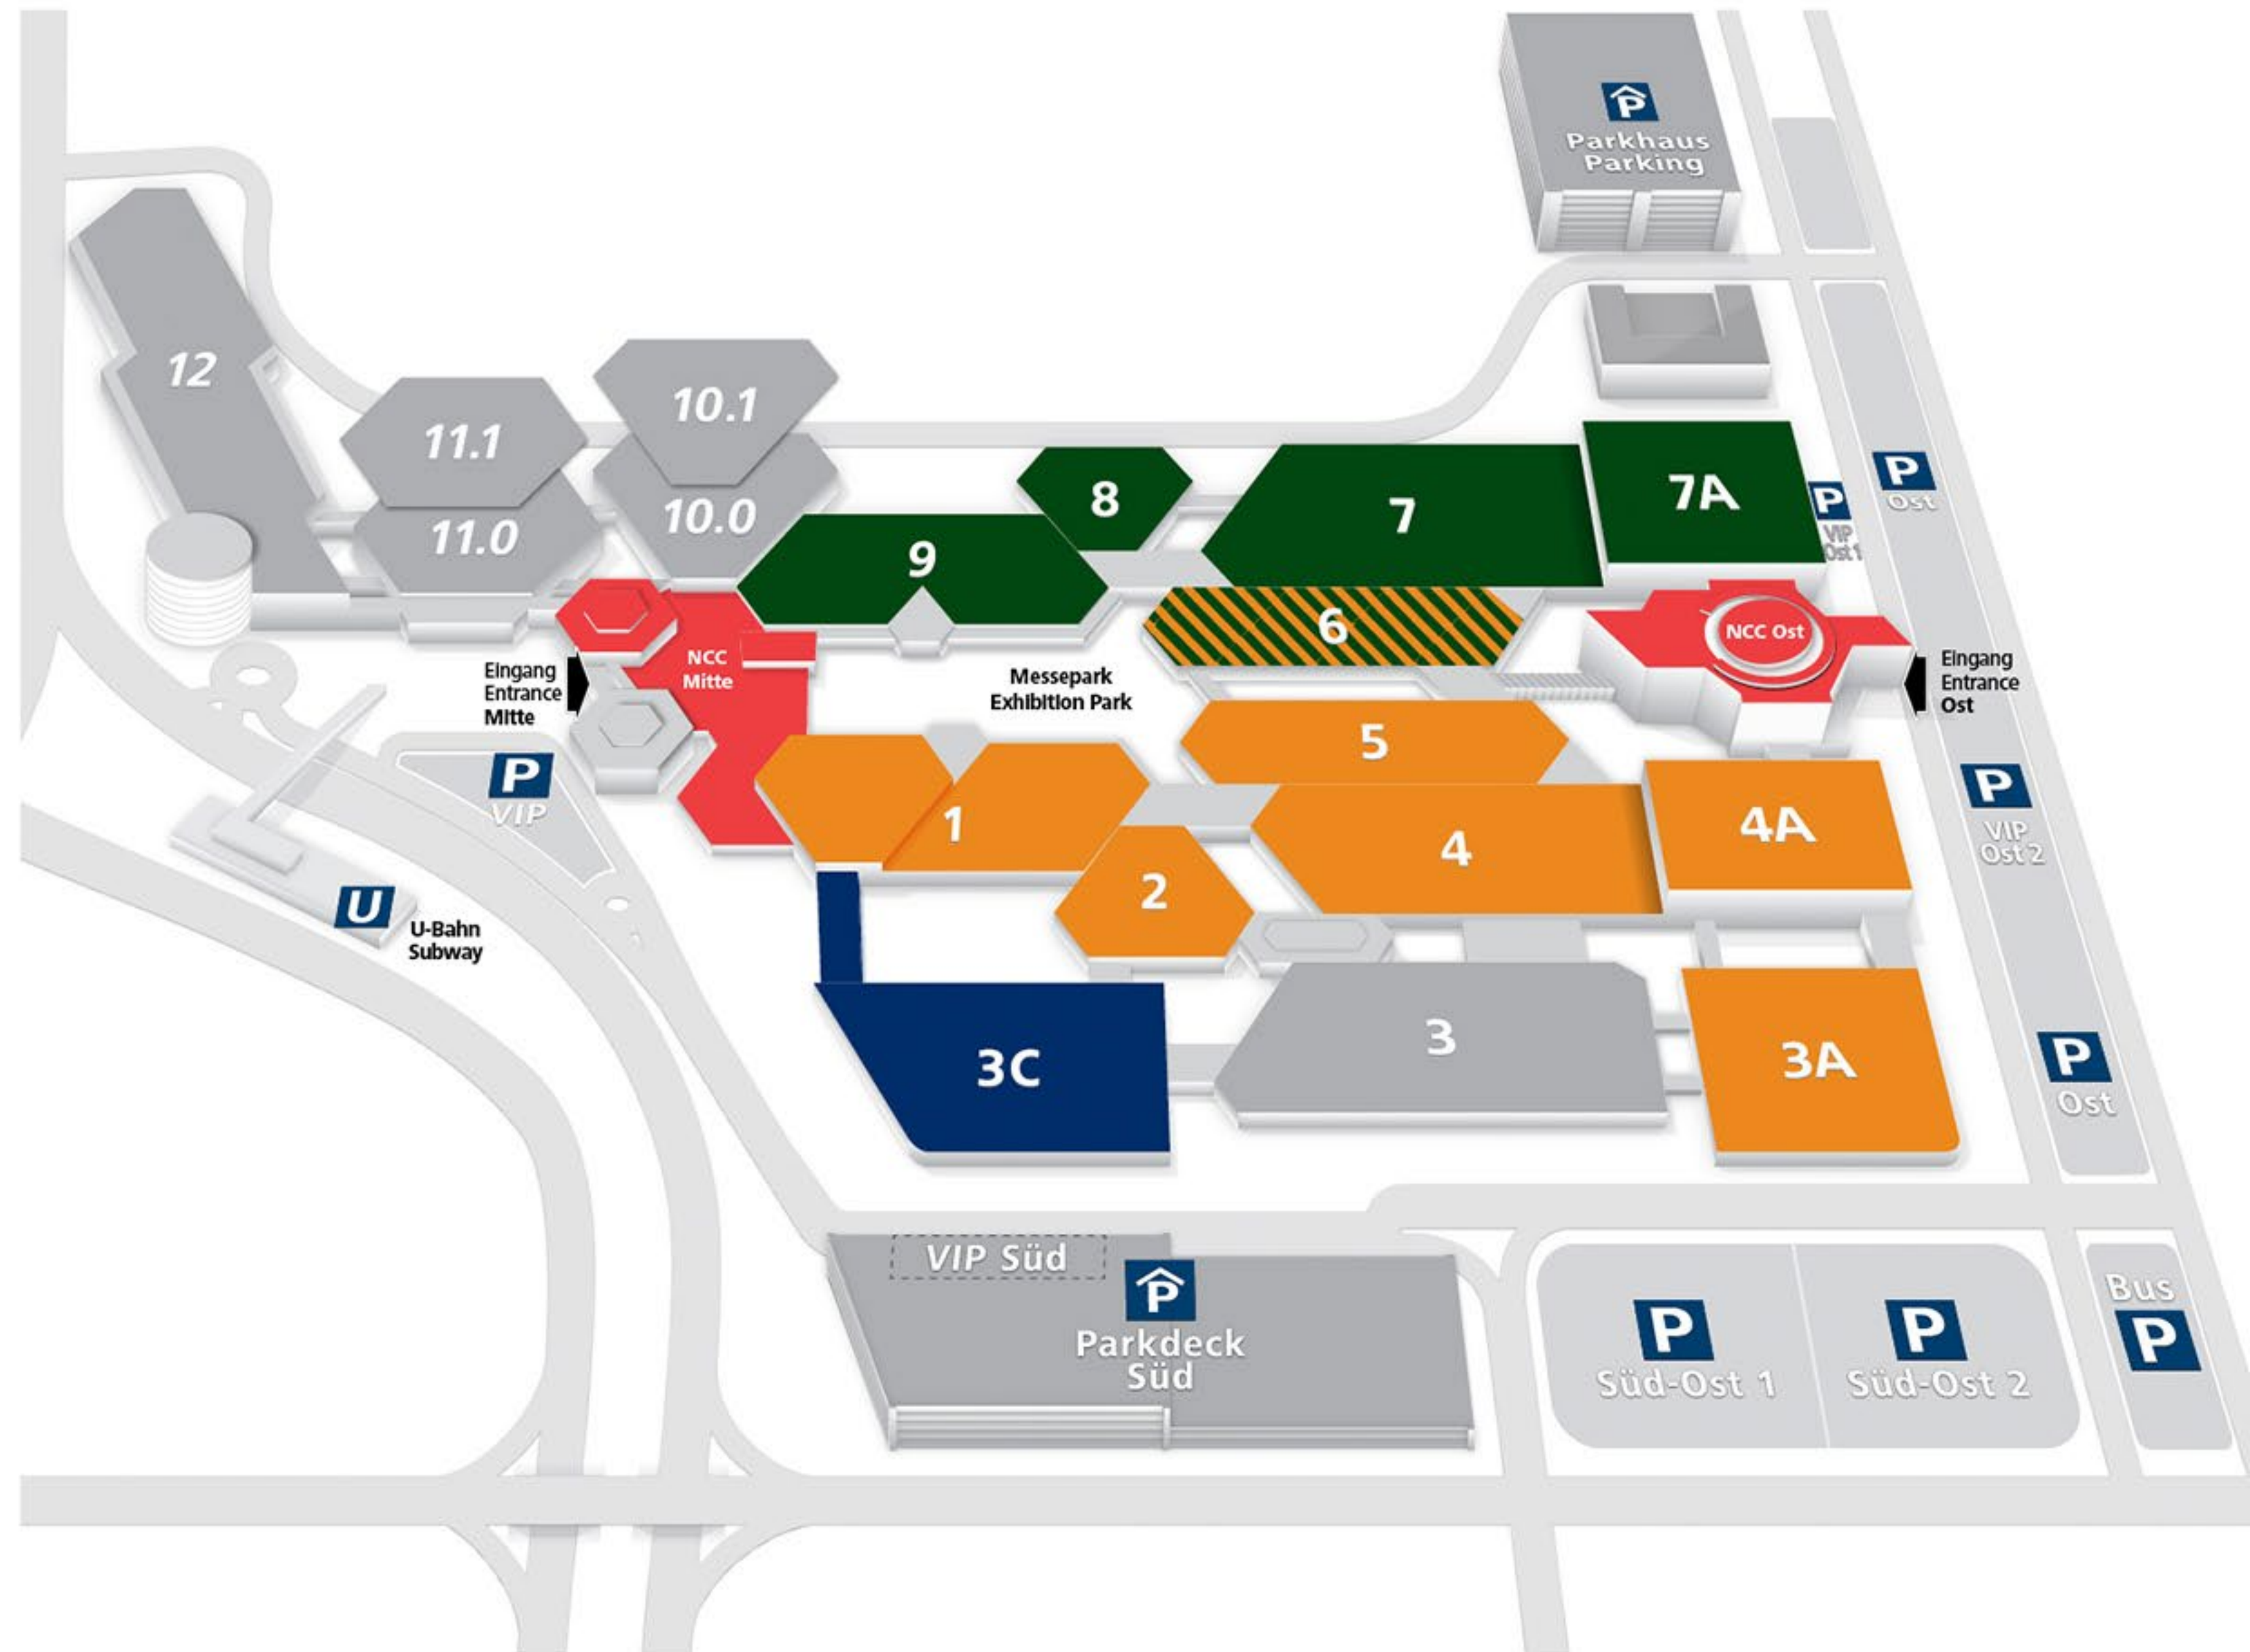 P
Parkhaus
Parking
12
11.1
11.0
10.1
10.0
9
8
7
7A
P
VIP
Ost1
P
Ost
6
NCC Ost
NCC
Mitte
Eingang
Entrance
Mitte
Messepark
Exhibition Park
Eingang
Entrance
Ost
P
VIP
5
1
4
4A
P
VIP
Ost 2
2
U
U-Bahn
Subway
3C
3
3A
P
Ost
VIP Süd
P
Parkdeck
Süd
P
Süd-Ost 1
P
Süd-Ost 2
Bus
P